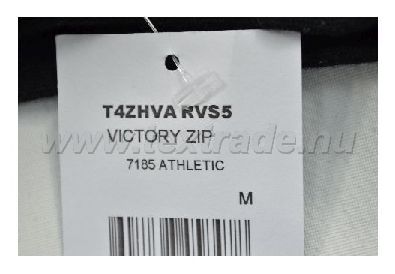 T4ZHVA RVS5
VICTORY ZIP
www.textrade.nu
7185 ATHLETIC
M